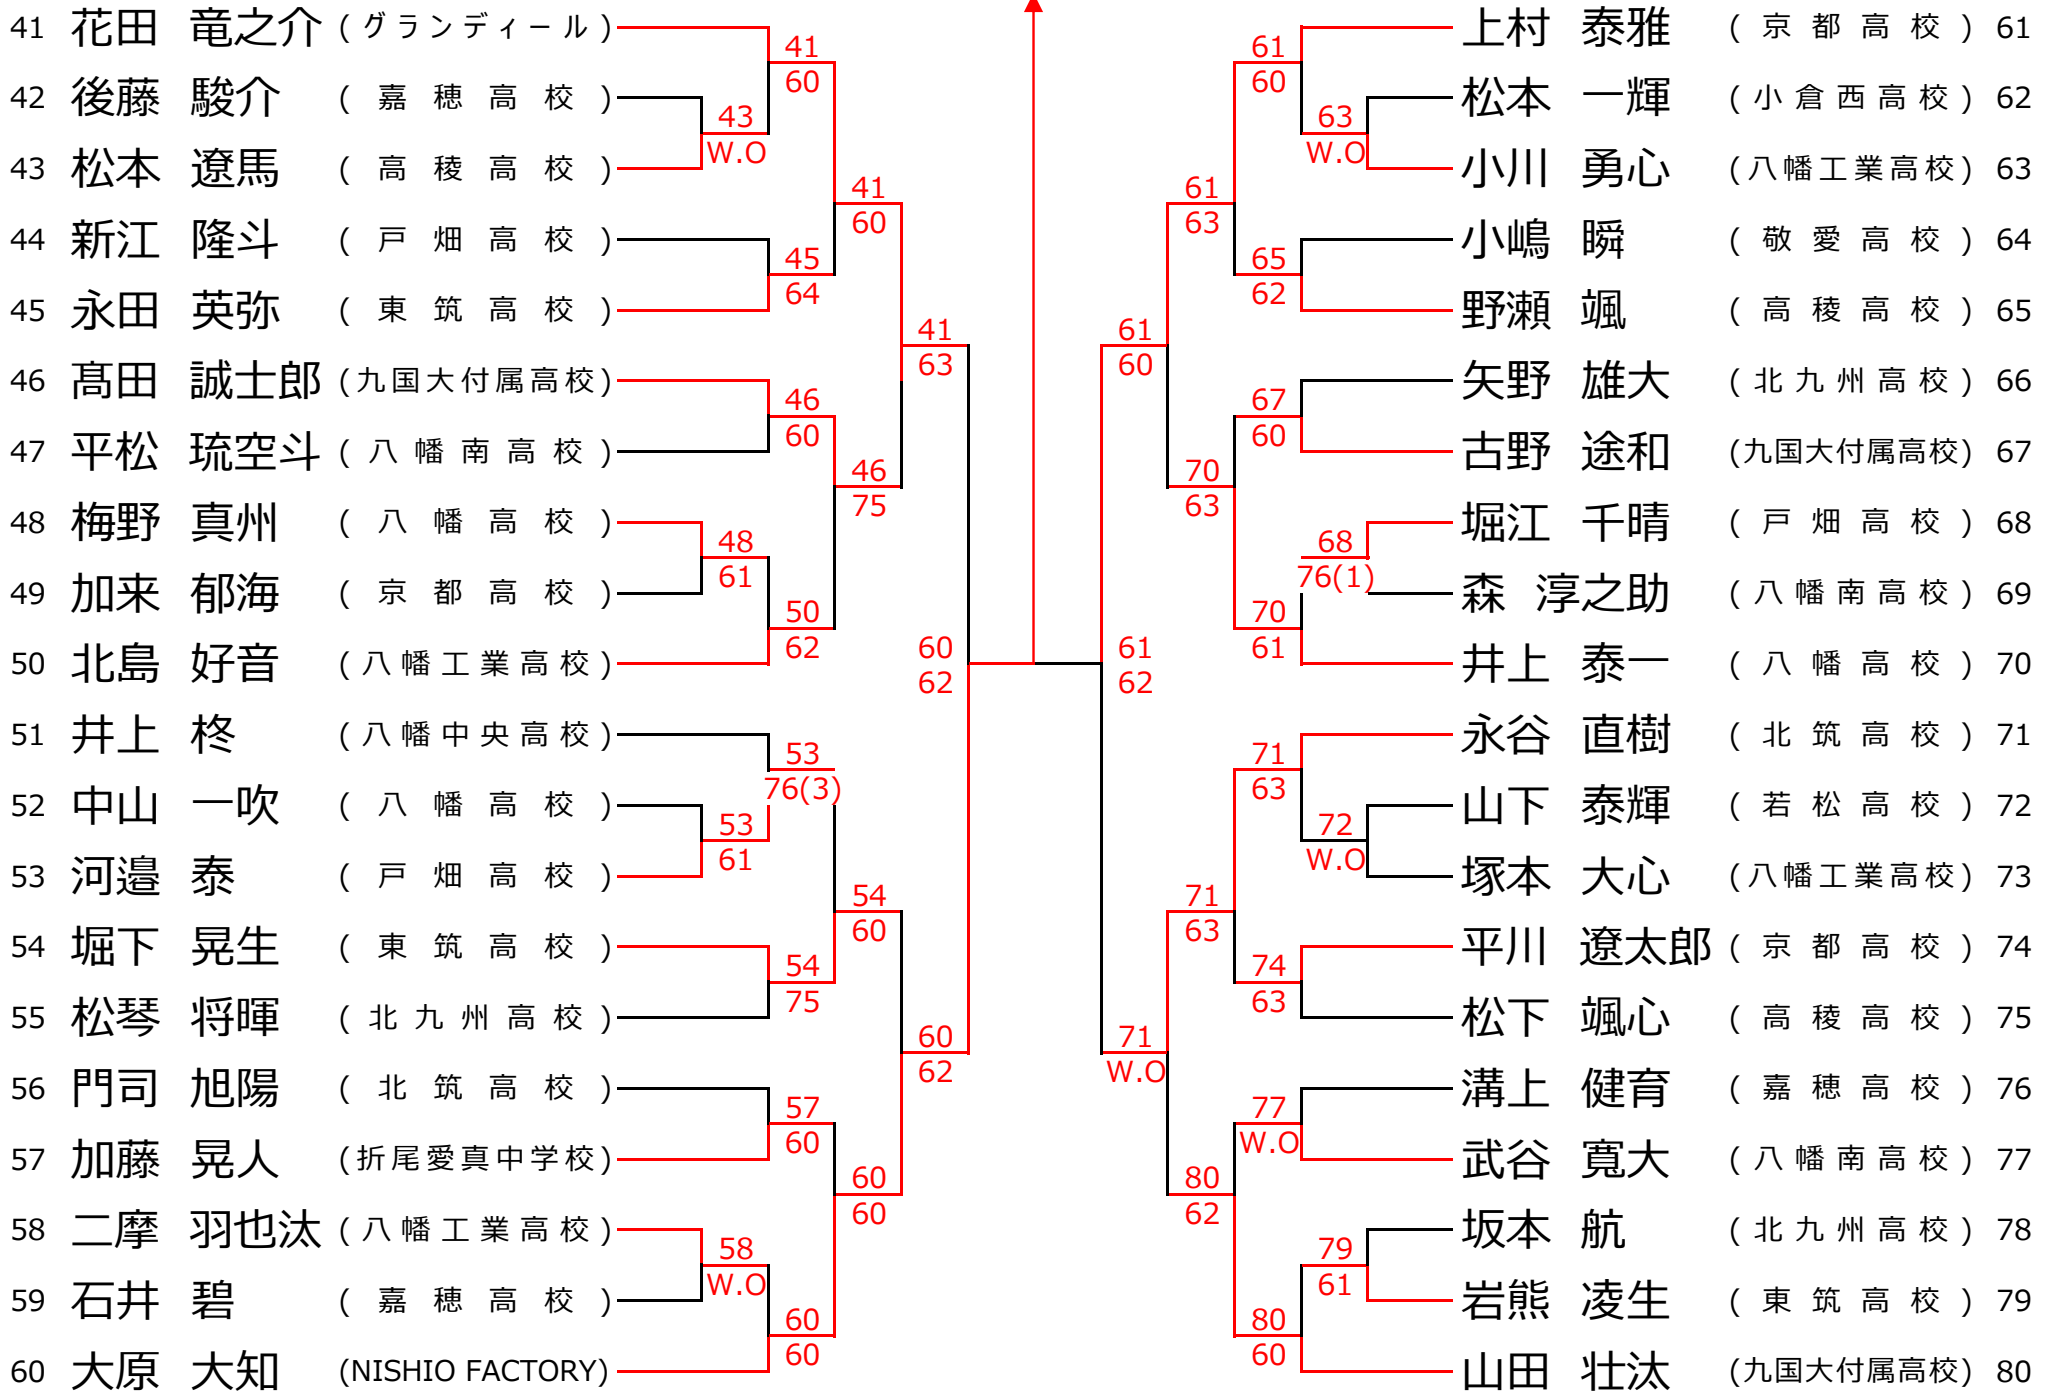 41 花田 竜之介 (グランディール)
42 後藤 駿介 (嘉穂高校)
43 松本 遼馬 (高稜高校)
44 新江 隆斗 (戸畑高校)
45 永田 英弥 (東筑高校)
46 髙田 誠士郎 (九国大付属高校)
47 平松 琉空斗 (八幡南高校)
48 梅野 真州 (八幡高校)
49 加来 郁海 (京都高校)
50 北島 好音 (八幡工業高校)
51 井上 柊 (八幡中央高校)
52 中山 一吹 (八幡高校)
53 河邉 泰 (戸畑高校)
54 堀下 晃生 (東筑高校)
55 松琴 将暉 (北九州高校)
56 門司 旭陽 (北筑高校)
57 加藤 晃人 (折尾愛真中学校)
58 二摩 羽也汰 (八幡工業高校)
59 石井 碧 (嘉穂高校)
60 大原 大知 (NISHIO FACTORY)
43
W.O
48
61
53
61
58
W.O
41
60
45
64
46
60
50
62
53
76(3)
54
75
57
60
60
60
41
60
46
75
54
60
60
60
41
63
60
62
60
62
61
62
61
60
71
W.O
61
63
70
63
71
63
80
62
61
60
65
62
67
60
70
61
71
63
74
63
77
W.O
80
60
63
W.O
68
76(1)
72
W.O
79
61
上村 泰雅 (京都高校) 61
松本 一輝 (小倉西高校) 62
小川 勇心 (八幡工業高校) 63
小嶋 瞬 (敬愛高校) 64
野瀬 颯 (高稜高校) 65
矢野 雄大 (北九州高校) 66
古野 途和 (九国大付属高校) 67
堀江 千晴 (戸畑高校) 68
森 淳之助 (八幡南高校) 69
井上 泰一 (八幡高校) 70
永谷 直樹 (北筑高校) 71
山下 泰輝 (若松高校) 72
塚本 大心 (八幡工業高校) 73
平川 遼太郎 (京都高校) 74
松下 颯心 (高稜高校) 75
溝上 健育 (嘉穂高校) 76
武谷 寛大 (八幡南高校) 77
坂本 航 (北九州高校) 78
岩熊 凌生 (東筑高校) 79
山田 壮汰 (九国大付属高校) 80